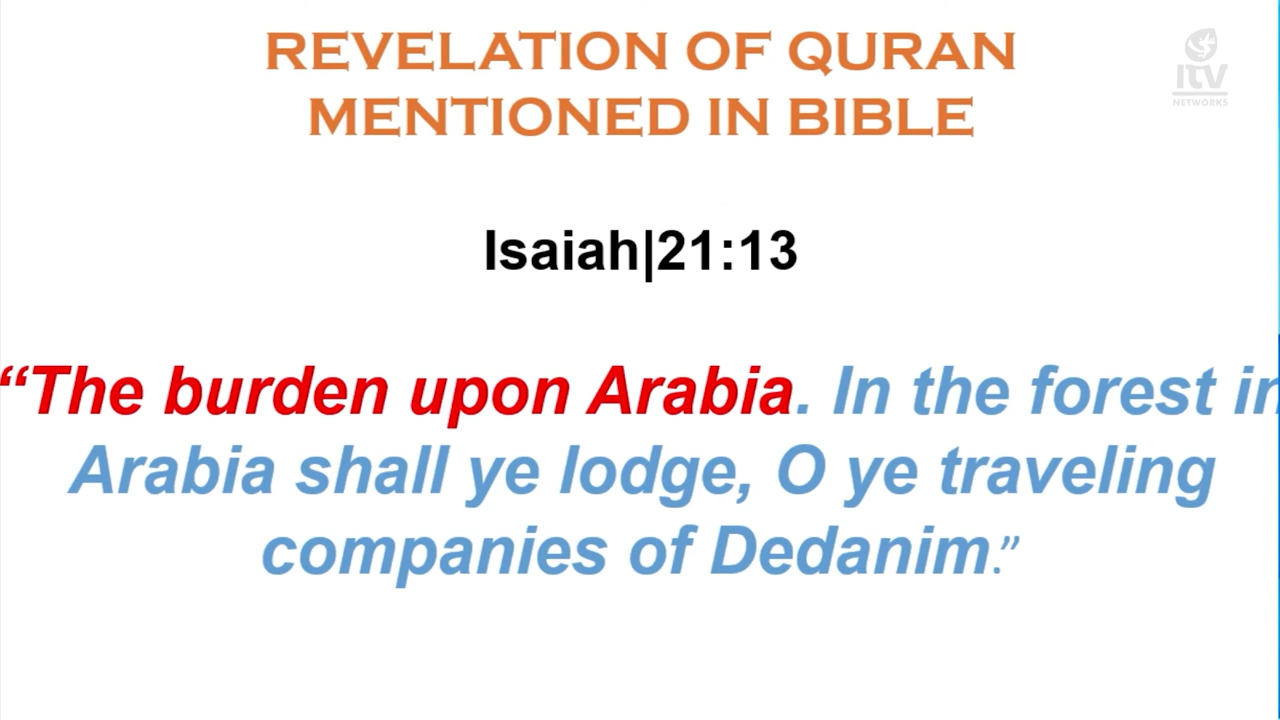 REVELATION OF QURAN
MENTIONED IN BIBLE
itv
NETWORKS
Isaiah|21:13
“The burden upon Arabia. In the forest in
Arabia shall ye lodge, O ye traveling
companies of Dedanim.”